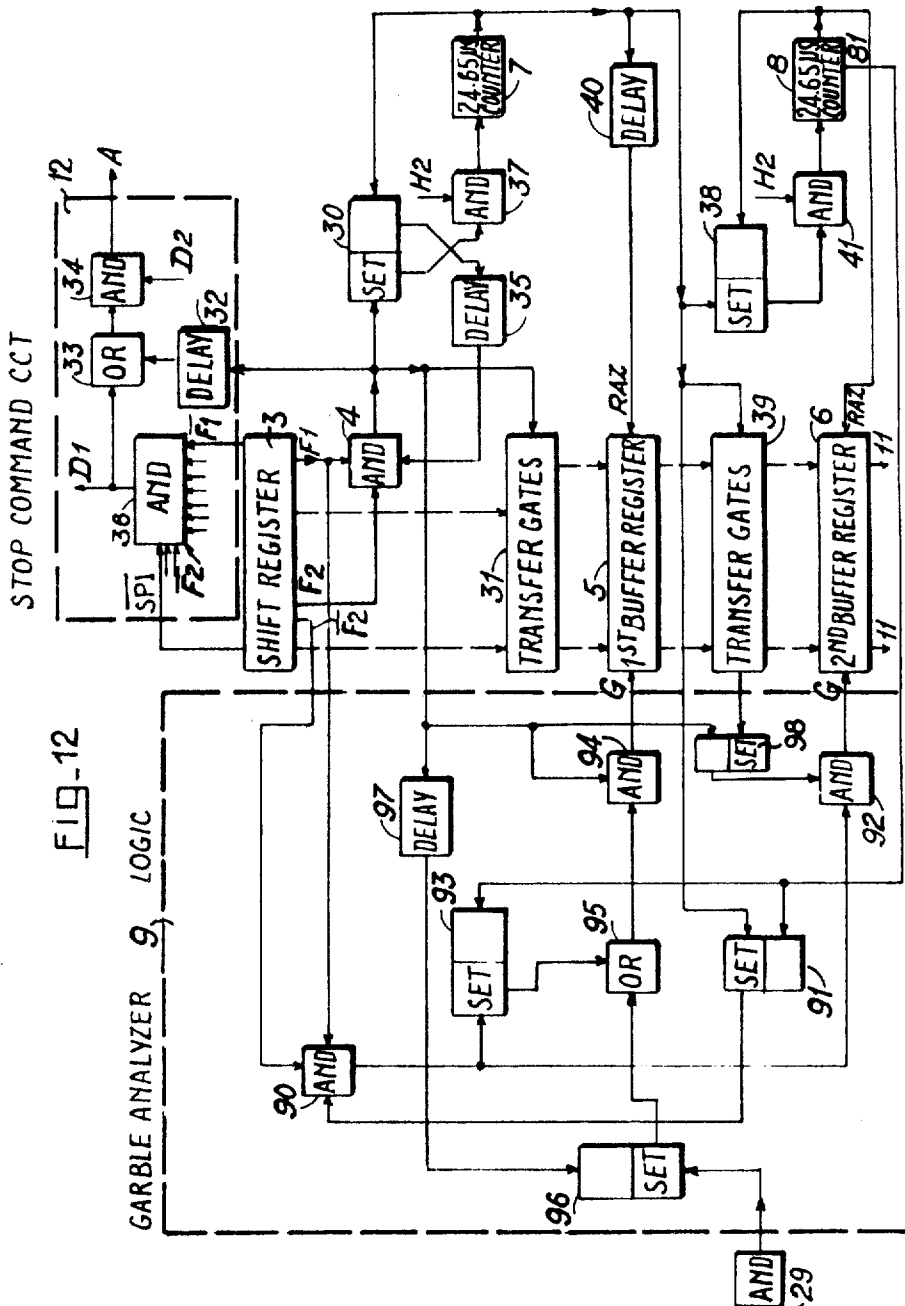 Fig_12
STOP COMMAND CCT
12
A
34
AND
D2
33
OR
DELAY
32
D1
36
AND
F1
SPI
F2
SHIFT REGISTER
3
F1
F2
F2
4
AND
30
SET
DELAY
35
H2
AND
37
24.65µs
COUNTER
7
TRANSFER GATES
31
RAZ
DELAY
40
5
1ST BUFFER REGISTER
G
TRANSFER GATES
39
38
SET
H2
AND
41
8
24.65µs
COUNTER
81
6
2ND BUFFER REGISTER
G
RAZ
11
11
GARBLE ANALYZER 9, LOGIC
97
DELAY
94
AND
SET
98
AND
92
93
SET
95
OR
SET
91
90
AND
96
SET
AND
29